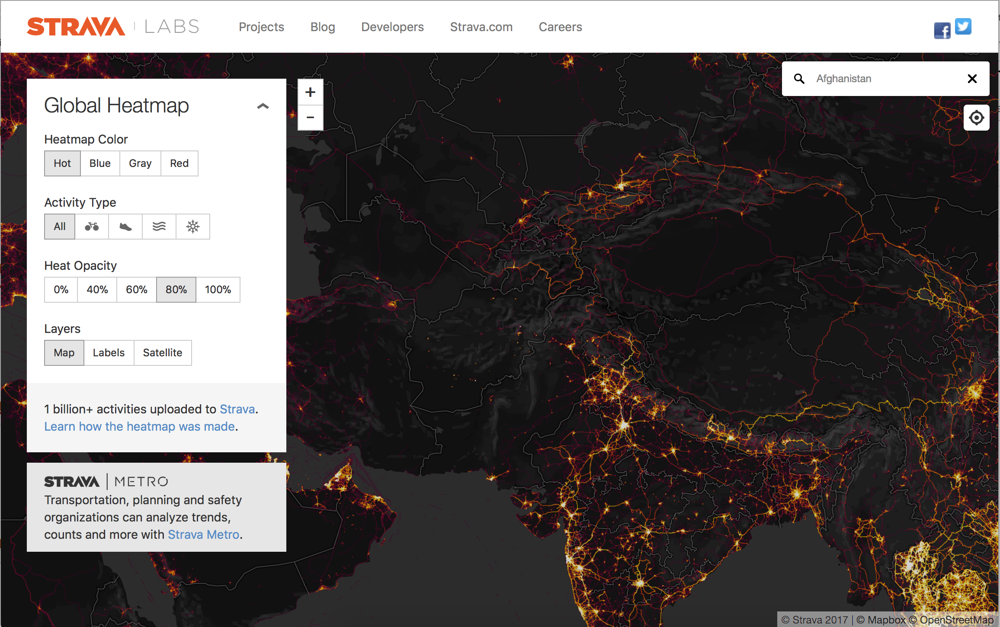 STRAVA | LABS
Projects Blog Developers Strava.com Careers
Afghanistan
Global Heatmap
Heatmap Color
Hot Blue Gray Red
Activity Type
All
Heat Opacity
0% 40% 60% 80% 100%
Layers
Map Labels Satellite
1 billion+ activities uploaded to Strava.
Learn how the heatmap was made.
STRAVA | METRO
Transportation, planning and safety
organizations can analyze trends,
counts and more with Strava Metro.
© Strava 2017 | © Mapbox © OpenStreetMap